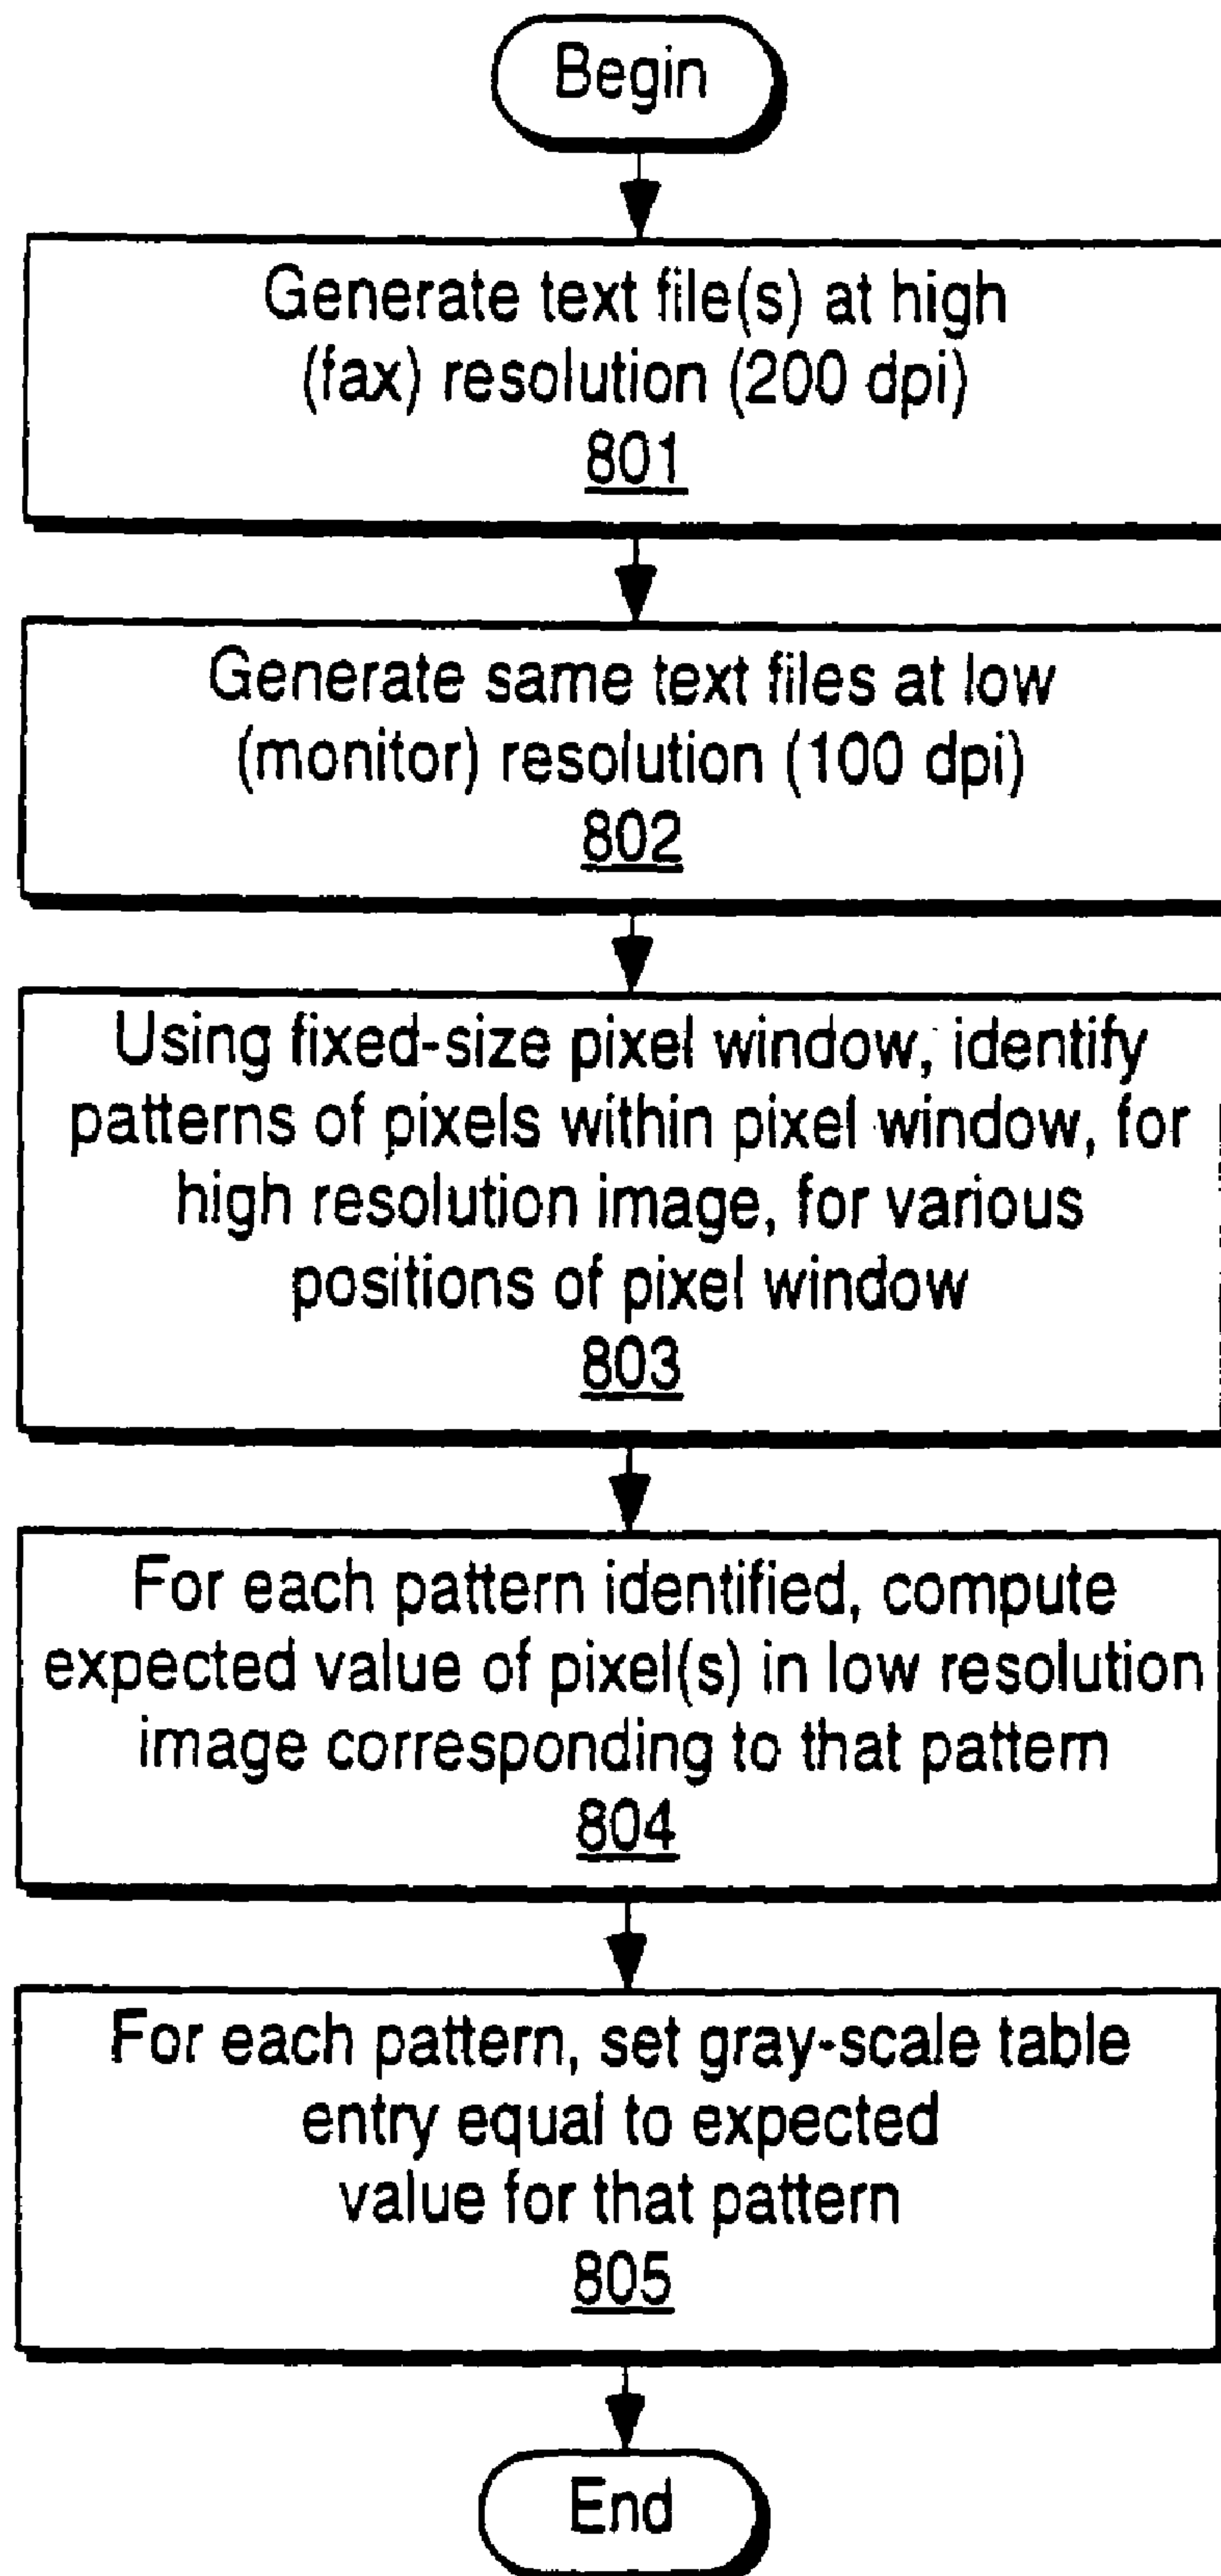 Begin
Generate text file(s) at high
(fax) resolution (200 dpi)
801
Generate same text files at low
(monitor) resolution (100 dpi)
802
Using fixed-size pixel window, identify
patterns of pixels within pixel window, for
high resolution image, for various
positions of pixel window
803
For each pattern identified, compute
expected value of pixel(s) in low resolution
image corresponding to that pattern
804
For each pattern, set gray-scale table
entry equal to expected
value for that pattern
805
End